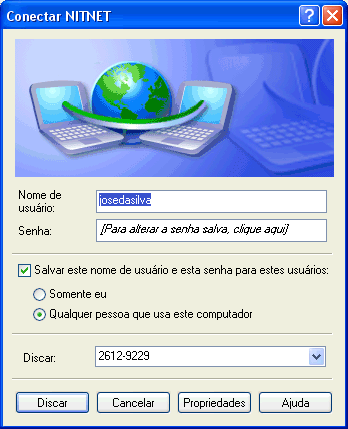 Conectar NITNET
Nome de
usuário:
josedasilva
Senha:
[Para alterar a senha salva, clique aqui]
Salvar este nome de usuário e esta senha para estes usuários:
Somente eu
Qualquer pessoa que usa este computador
Discar:
2612-9229
Discar
Cancelar
Propriedades
Ajuda